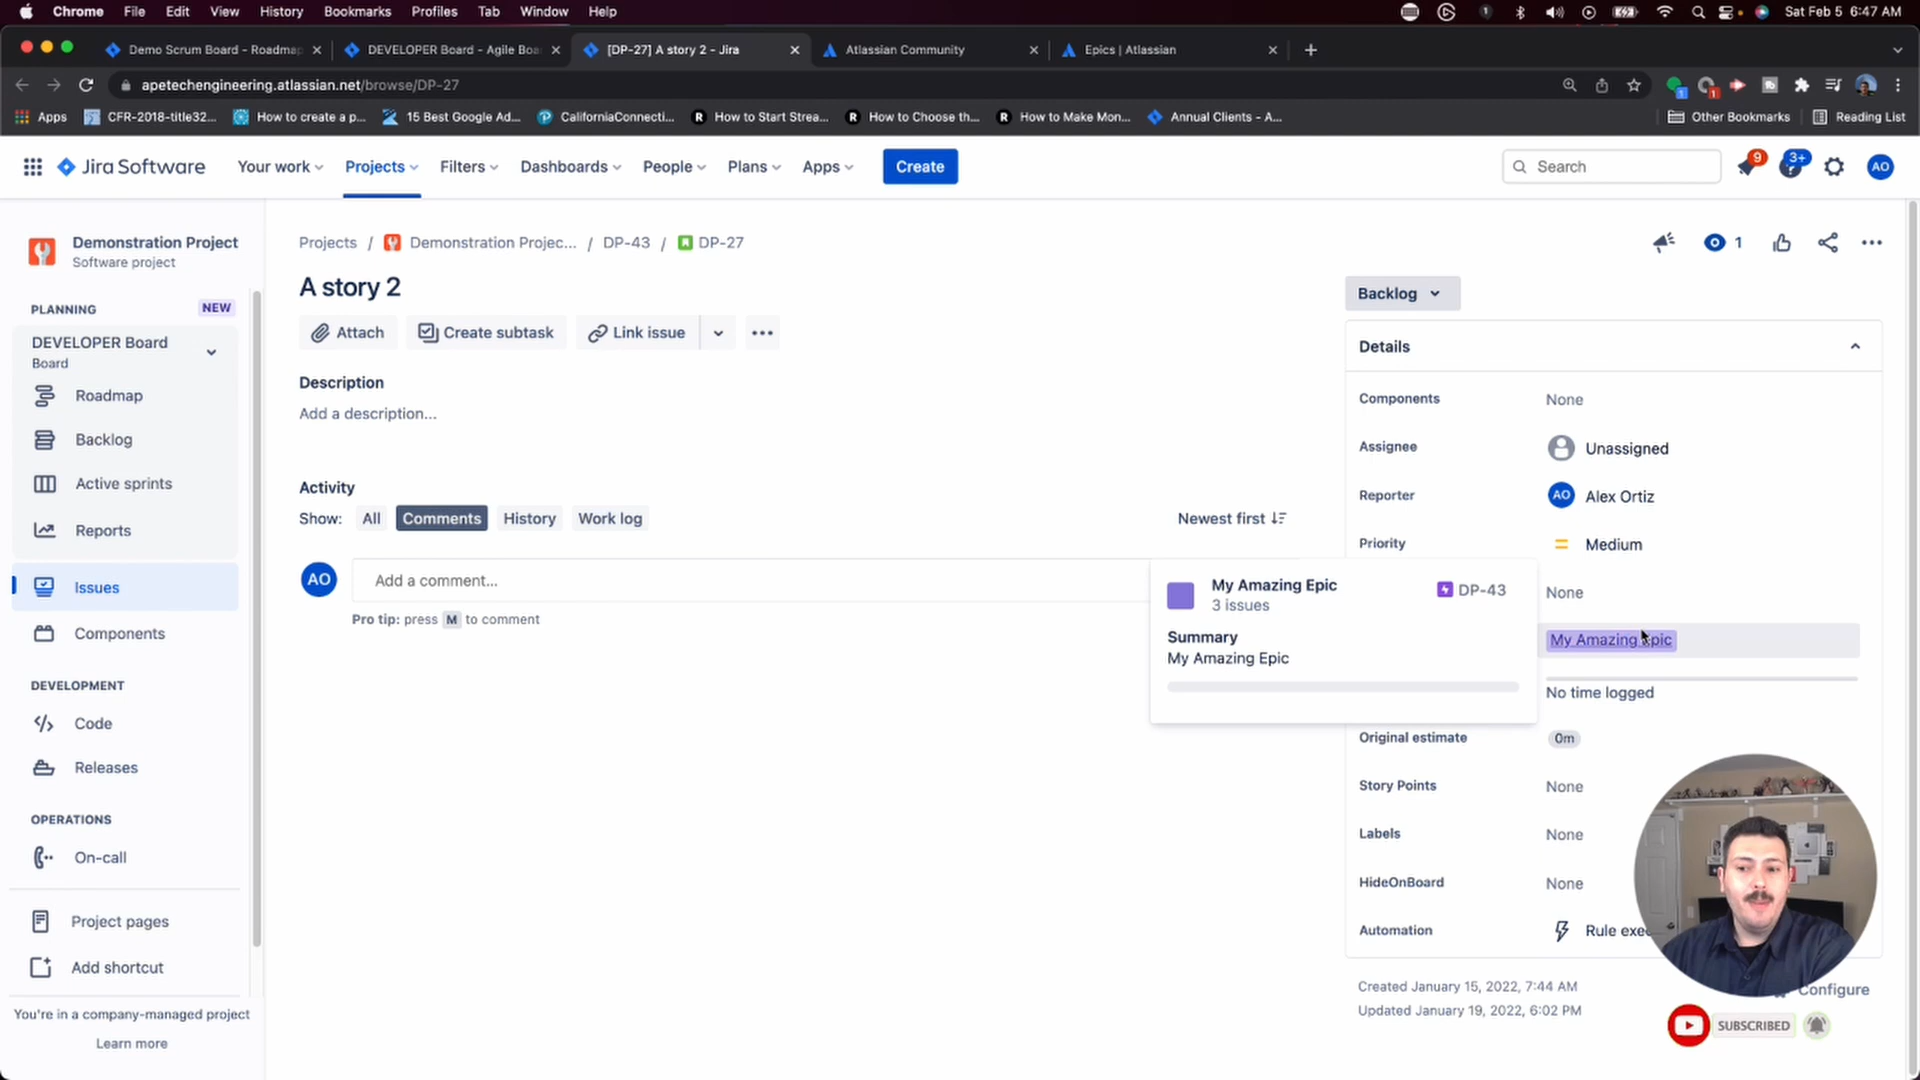 Chrome File Edit View History Bookmarks Profiles Tab Window Help
Sat Feb 5 6:47 AM
Demo Scrum Board - Roadma
DEVELOPER Board - Agile Boa
[DP-27] A story 2 - Jira
Atlassian Community
Epics | Atlassian
apetechengineering.atlassian.net/browse/DP-27
Apps
CFR-2018-title32...
How to create a p...
15 Best Google Ad...
CaliforniaConnecti...
How to Start Strea...
How to Choose th...
How to Make Mon...
Annual Clients - A...
Other Bookmarks
Reading List
Jira Software
Your work
Projects
Filters
Dashboards
People
Plans
Apps
Create
Search
9
3+
AO
Demonstration Project
Software project
PLANNING
NEW
DEVELOPER Board
Board
Roadmap
Backlog
Active sprints
Reports
Issues
Components
DEVELOPMENT
Code
Releases
OPERATIONS
On-call
Project pages
Add shortcut
You're in a company-managed project
Learn more
Projects / Demonstration Projec... / DP-43 / DP-27
1
A story 2
Attach
Create subtask
Link issue
Description
Add a description...
Activity
Show: All Comments History Work log
Newest first
AO
Add a comment...
Pro tip: press M to comment
My Amazing Epic
DP-43
3 issues
Summary
My Amazing Epic
Backlog
Details
Components None
Assignee Unassigned
Reporter AO Alex Ortiz
Priority Medium
None
My Amazing Epic
No time logged
Original estimate 0m
Story Points None
Labels None
HideOnBoard None
Automation
Created January 15, 2022, 7:44 AM
Configure
Updated January 19, 2022, 6:02 PM
SUBSCRIBED